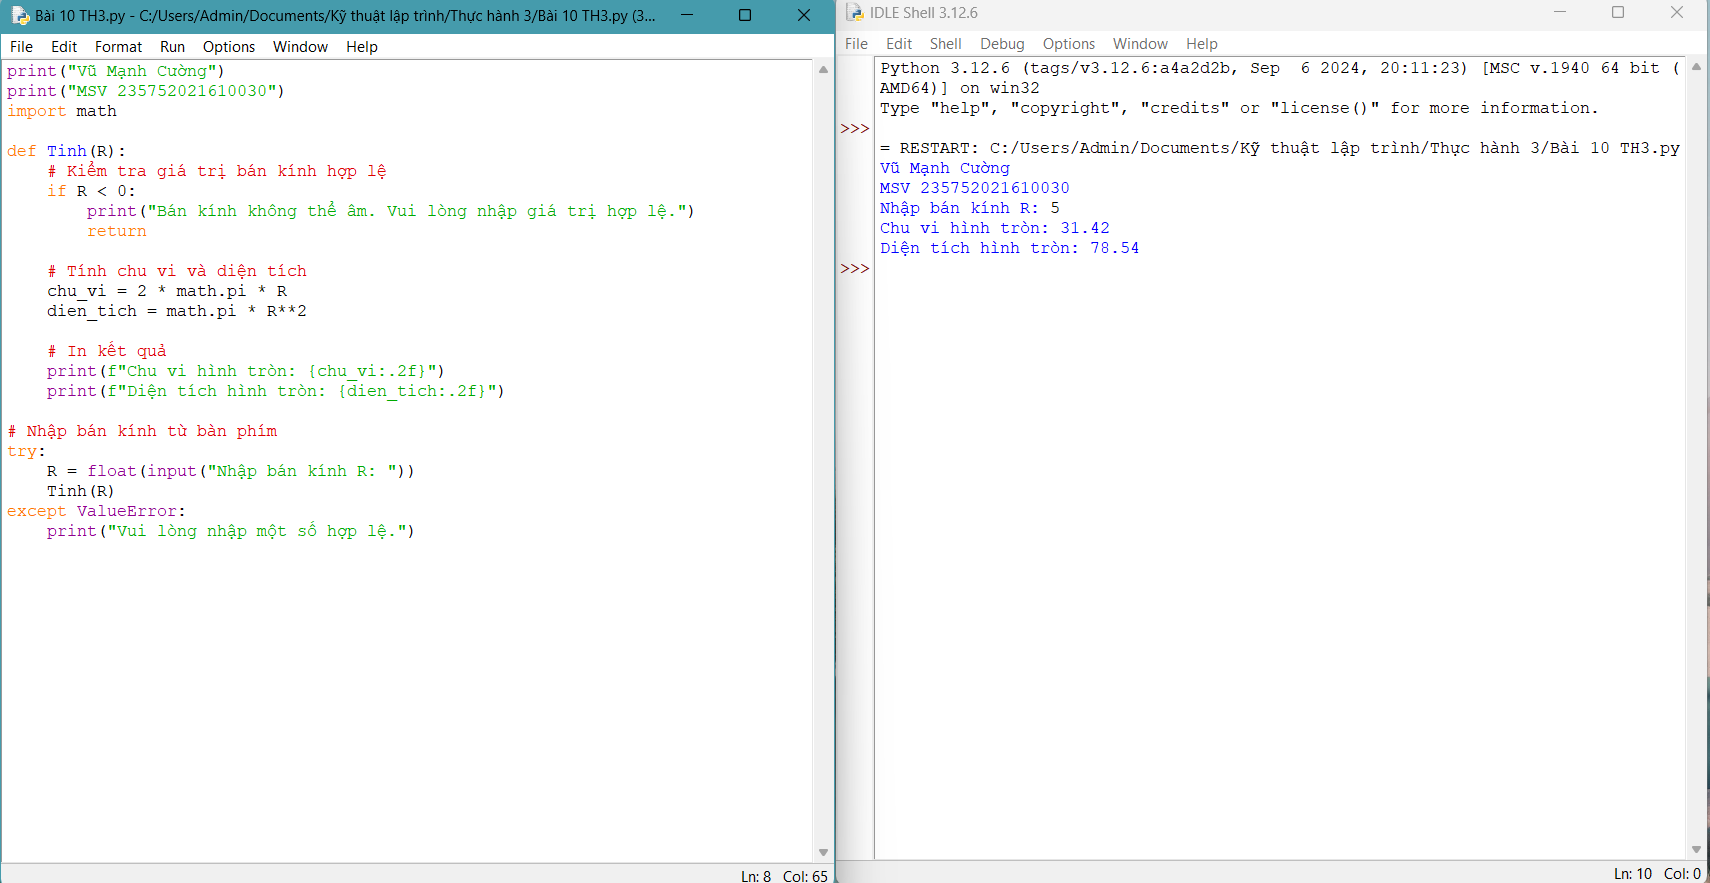 Bài 10 TH3.py - C:/Users/Admin/Documents/Kỹ thuật lập trình/Thực hành 3/Bài 10 TH3.py (3...
File Edit Format Run Options Window Help
print("Vũ Mạnh Cường")
print("MSV 235752021610030")
import math

def Tinh(R):
    # Kiểm tra giá trị bán kính hợp lệ
    if R < 0:
        print("Bán kính không thể âm. Vui lòng nhập giá trị hợp lệ.")
        return

    # Tính chu vi và diện tích
    chu_vi = 2 * math.pi * R
    dien_tich = math.pi * R**2

    # In kết quả
    print(f"Chu vi hình tròn: {chu_vi:.2f}")
    print(f"Diện tích hình tròn: {dien_tich:.2f}")

# Nhập bán kính từ bàn phím
try:
    R = float(input("Nhập bán kính R: "))
    Tinh(R)
except ValueError:
    print("Vui lòng nhập một số hợp lệ.")
Ln: 8 Col: 65
IDLE Shell 3.12.6
File Edit Shell Debug Options Window Help
Python 3.12.6 (tags/v3.12.6:a4a2d2b, Sep  6 2024, 20:11:23) [MSC v.1940 64 bit (
AMD64)] on win32
Type "help", "copyright", "credits" or "license()" for more information.
>>>
= RESTART: C:/Users/Admin/Documents/Kỹ thuật lập trình/Thực hành 3/Bài 10 TH3.py
Vũ Mạnh Cường
MSV 235752021610030
Nhập bán kính R: 5
Chu vi hình tròn: 31.42
Diện tích hình tròn: 78.54
>>>
Ln: 10 Col: 0